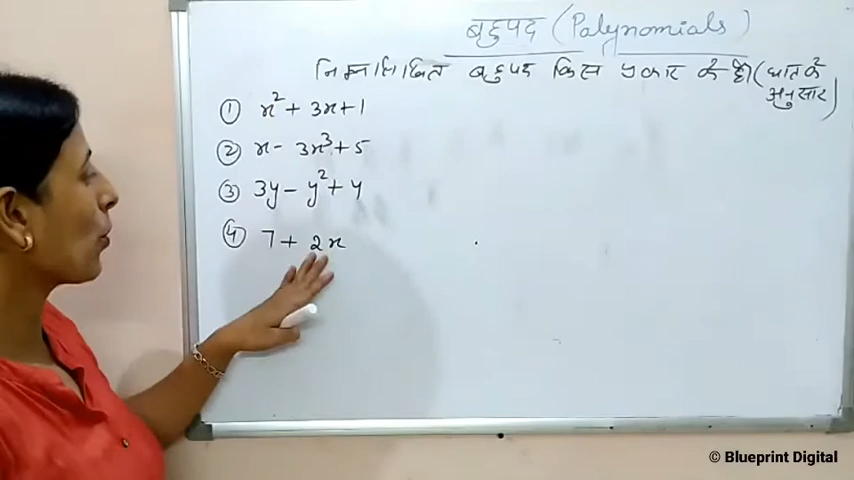 बहुपद (Polynomials)
निम्नलिखित बहुपद किस प्रकार के है। (घात के
अनुसार)
① x² + 3x + 1
② x - 3x³ + 5
③ 3y - y² + 4
④ 7 + 2x
© Blueprint Digital